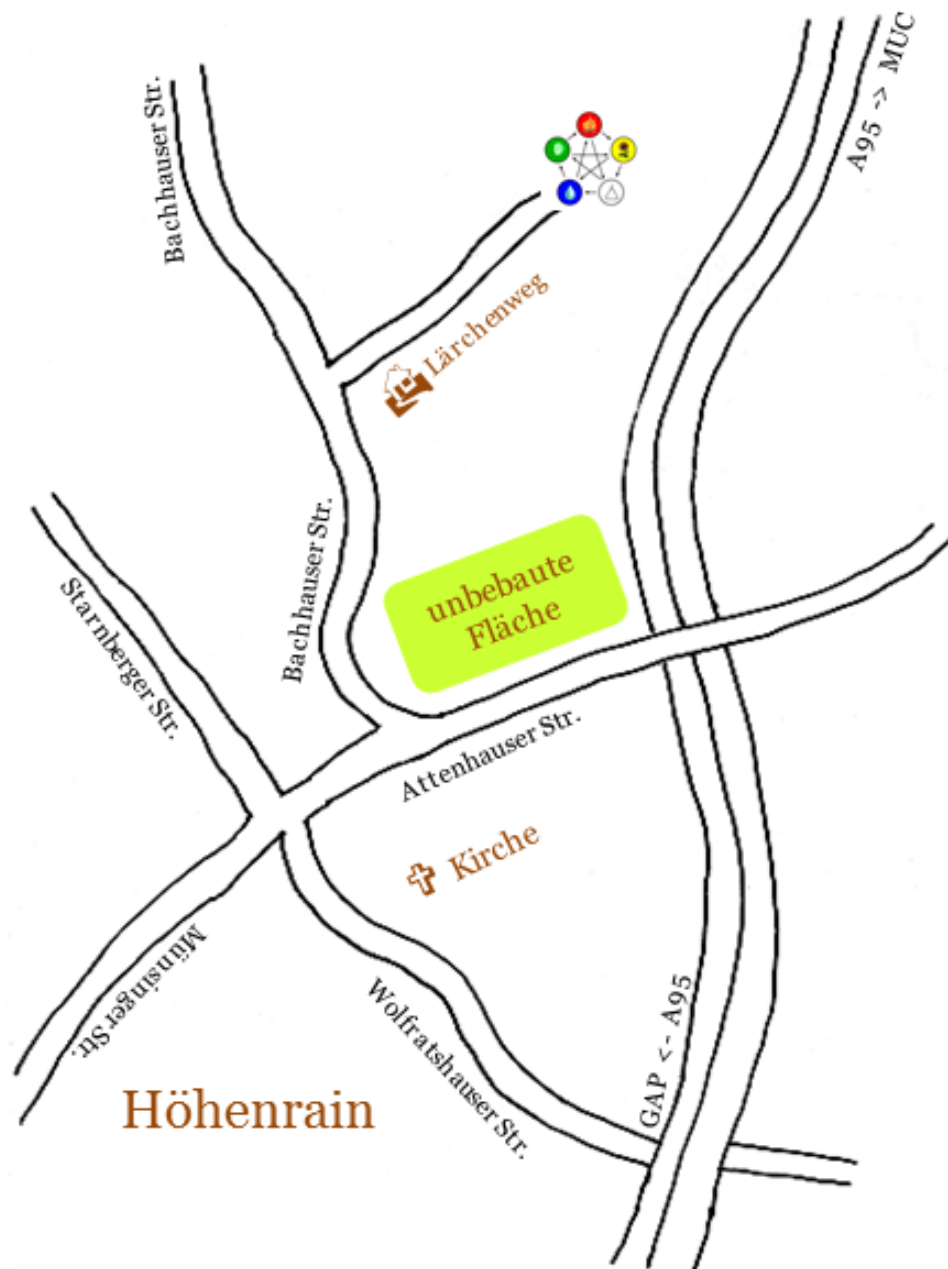 A95 -> MUC
Bachhauser Str.
Lärchenweg
Bachhauser Str.
unbebaute
Fläche
Starnberger Str.
Attenhauser Str.
Kirche
Münsinger Str.
Wolfratshauser Str.
GAP <- A95
Höhenrain